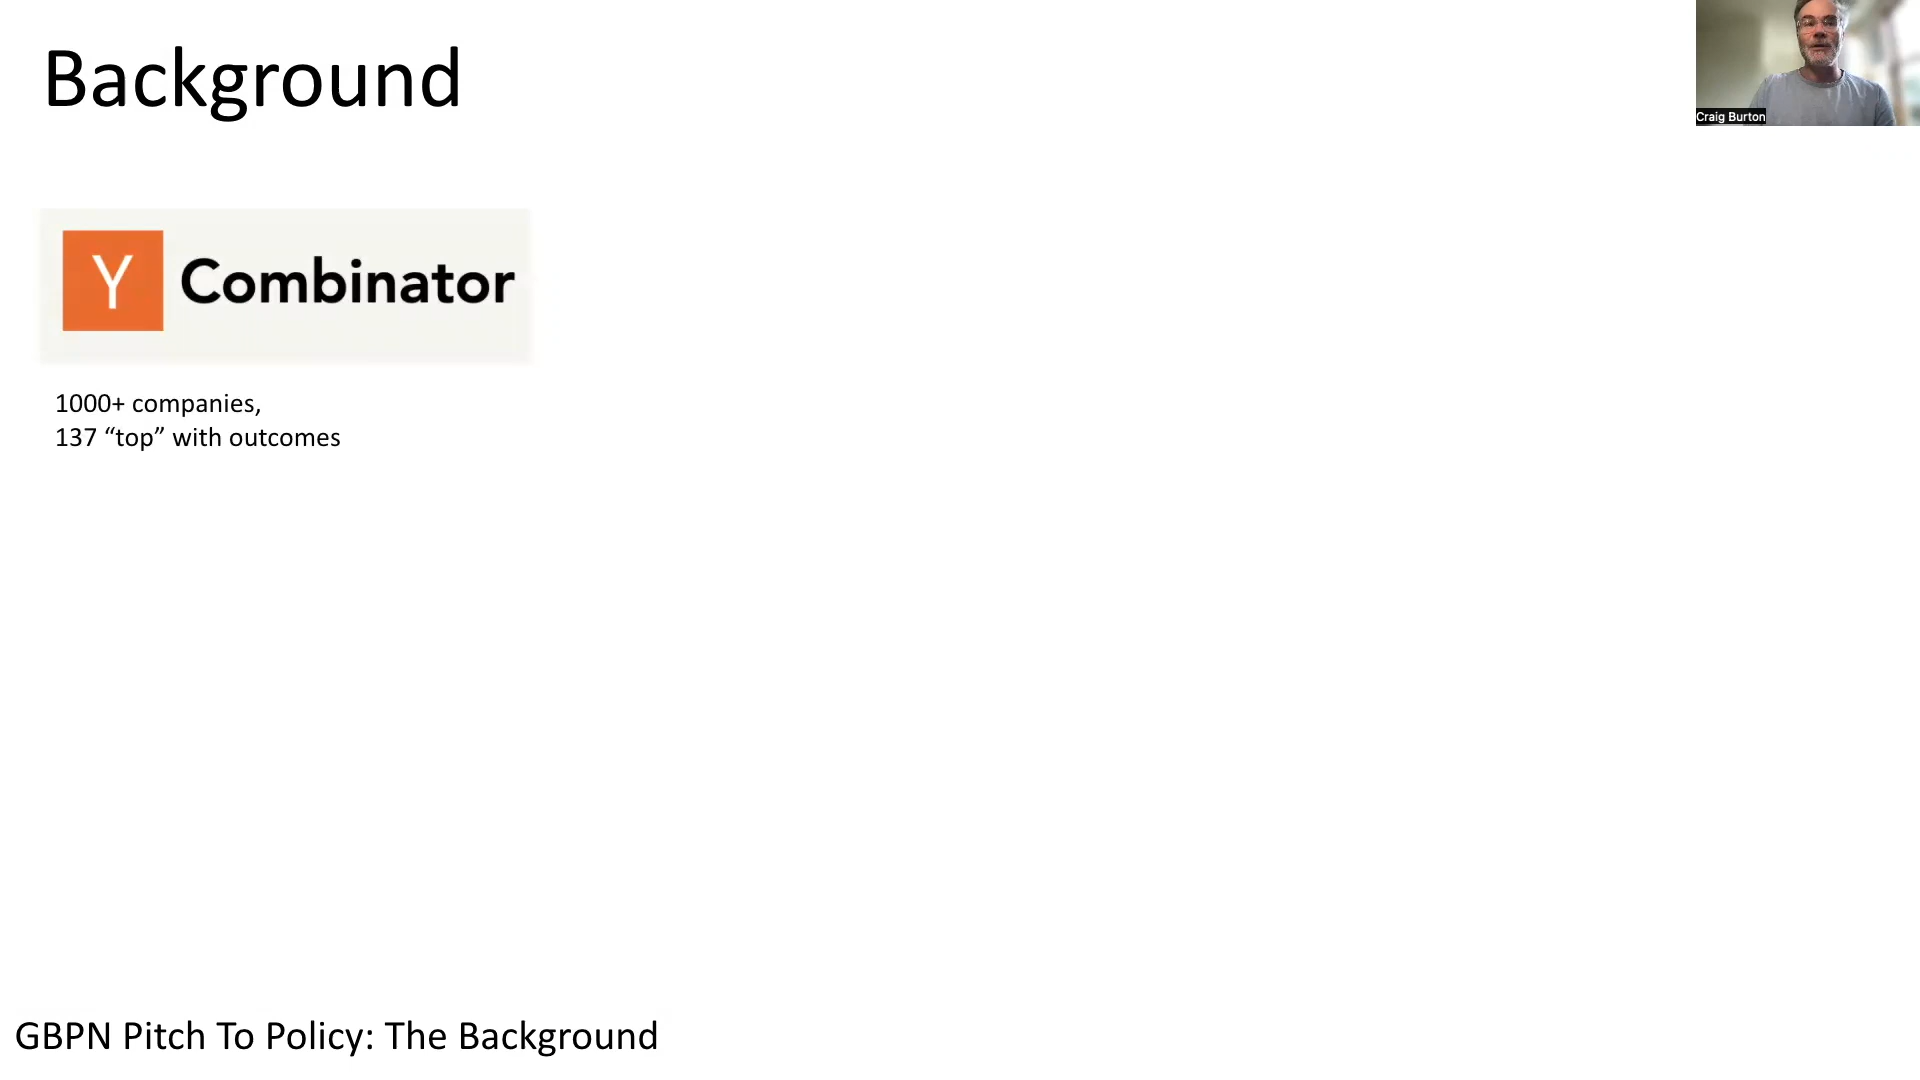 Background
Craig Burton
Y Combinator
1000+ companies,
137 “top” with outcomes
GBPN Pitch To Policy: The Background